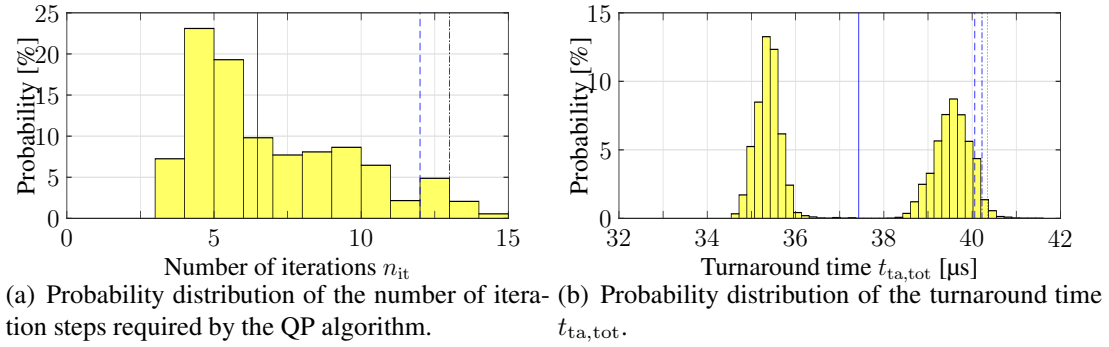 25
20
15
10
5
0
Probability [%]
0 5 10 15
Number of iterations n_it
(a) Probability distribution of the number of itera-
tion steps required by the QP algorithm.
15
10
5
0
Probability [%]
32 34 36 38 40 42
Turnaround time t_ta,tot [µs]
(b) Probability distribution of the turnaround time
t_ta,tot.